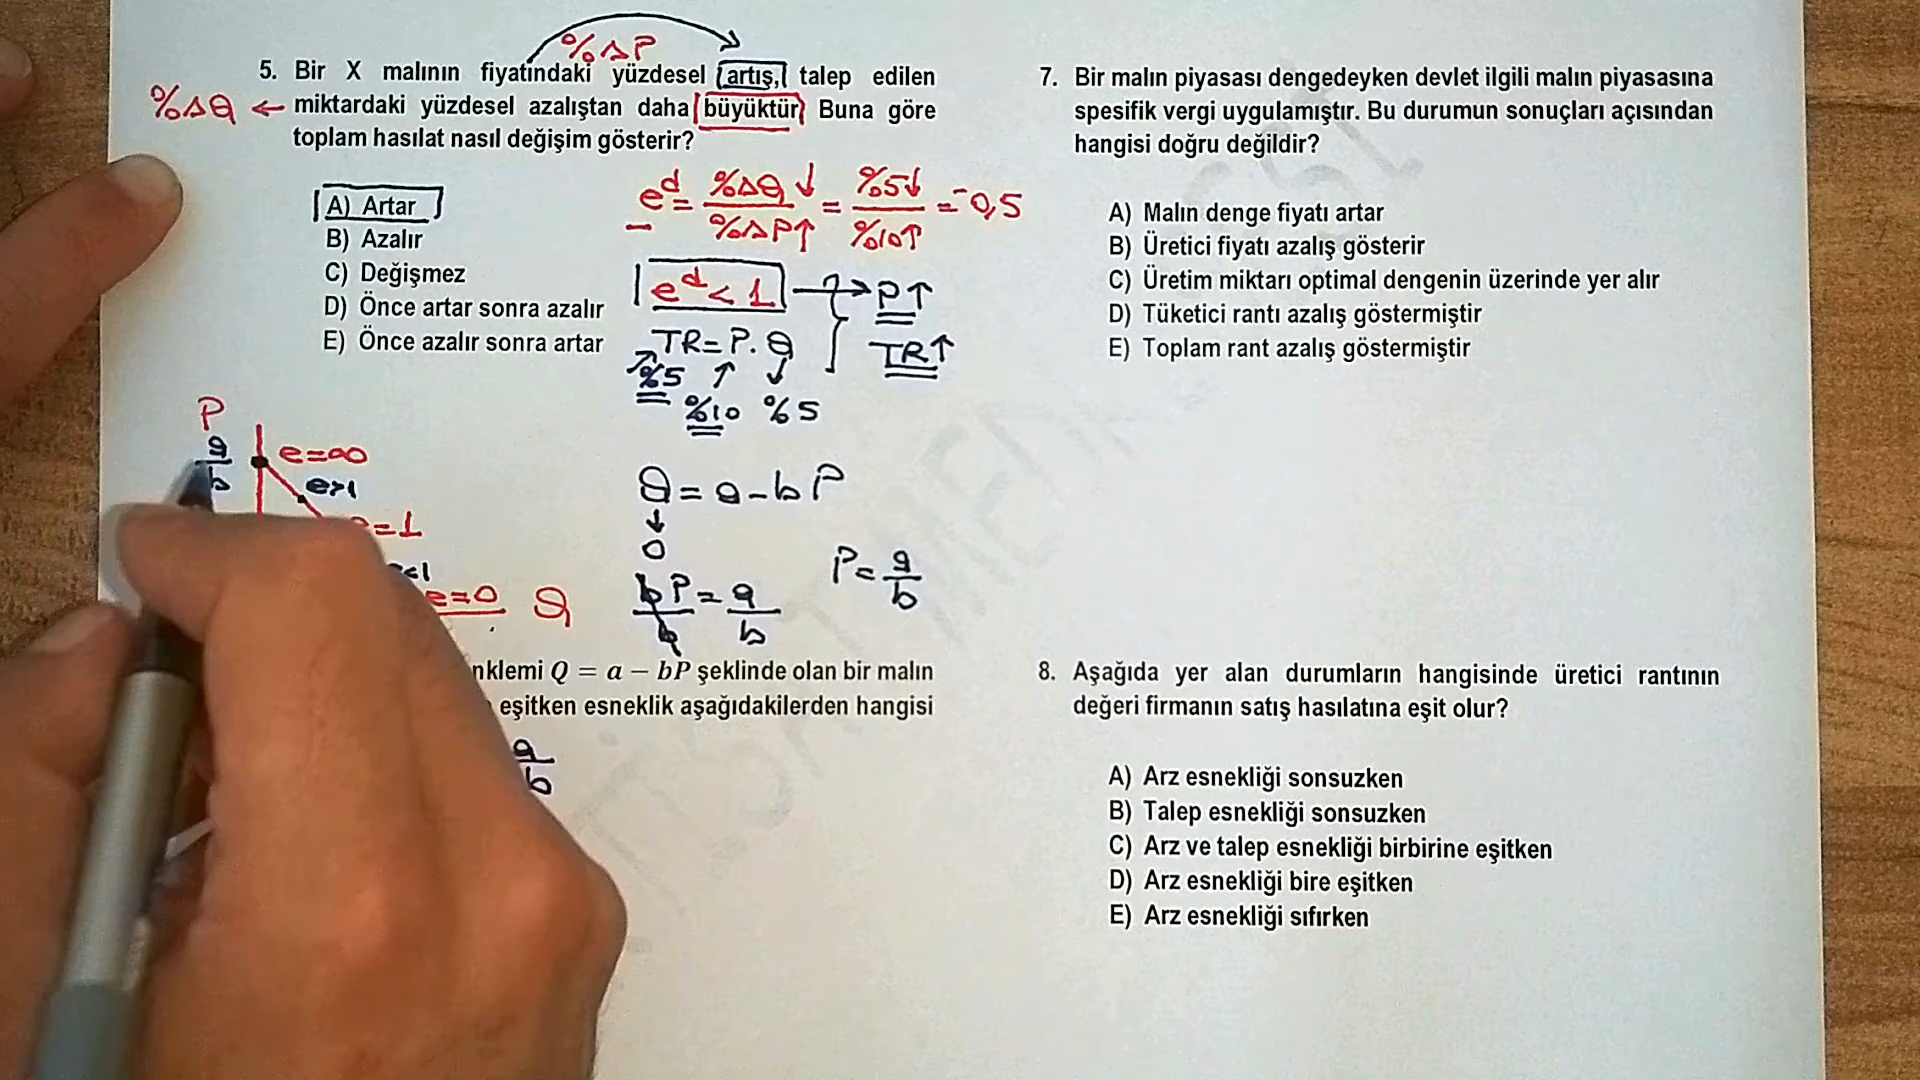 %ΔP
5. Bir X malının fiyatındaki yüzdesel artış, talep edilen
%ΔQ ← miktardaki yüzdesel azalıştan daha büyüktür. Buna göre
toplam hasılat nasıl değişim gösterir?
A) Artar
B) Azalır
C) Değişmez
D) Önce artar sonra azalır
E) Önce azalır sonra artar
e^d = %ΔQ↓ / %ΔP↑ = %5↓ / %10↑ = -0,5
e^d < 1 → P↑
TR = P.Q TR↑
↗ %5 ↑ ↓
%10 %5
P
a/b e=∞
e>1
e=1
<1
e=0 Q
Q = a - bP
↓
0
bP/b = a/b
P = a/b
nklemi Q = a − bP şeklinde olan bir malın
eşitken esneklik aşağıdakilerden hangisi
a/b
7. Bir malın piyasası dengedeyken devlet ilgili malın piyasasına
spesifik vergi uygulamıştır. Bu durumun sonuçları açısından
hangisi doğru değildir?
A) Malın denge fiyatı artar
B) Üretici fiyatı azalış gösterir
C) Üretim miktarı optimal dengenin üzerinde yer alır
D) Tüketici rantı azalış göstermiştir
E) Toplam rant azalış göstermiştir
8. Aşağıda yer alan durumların hangisinde üretici rantının
değeri firmanın satış hasılatına eşit olur?
A) Arz esnekliği sonsuzken
B) Talep esnekliği sonsuzken
C) Arz ve talep esnekliği birbirine eşitken
D) Arz esnekliği bire eşitken
E) Arz esnekliği sıfırken